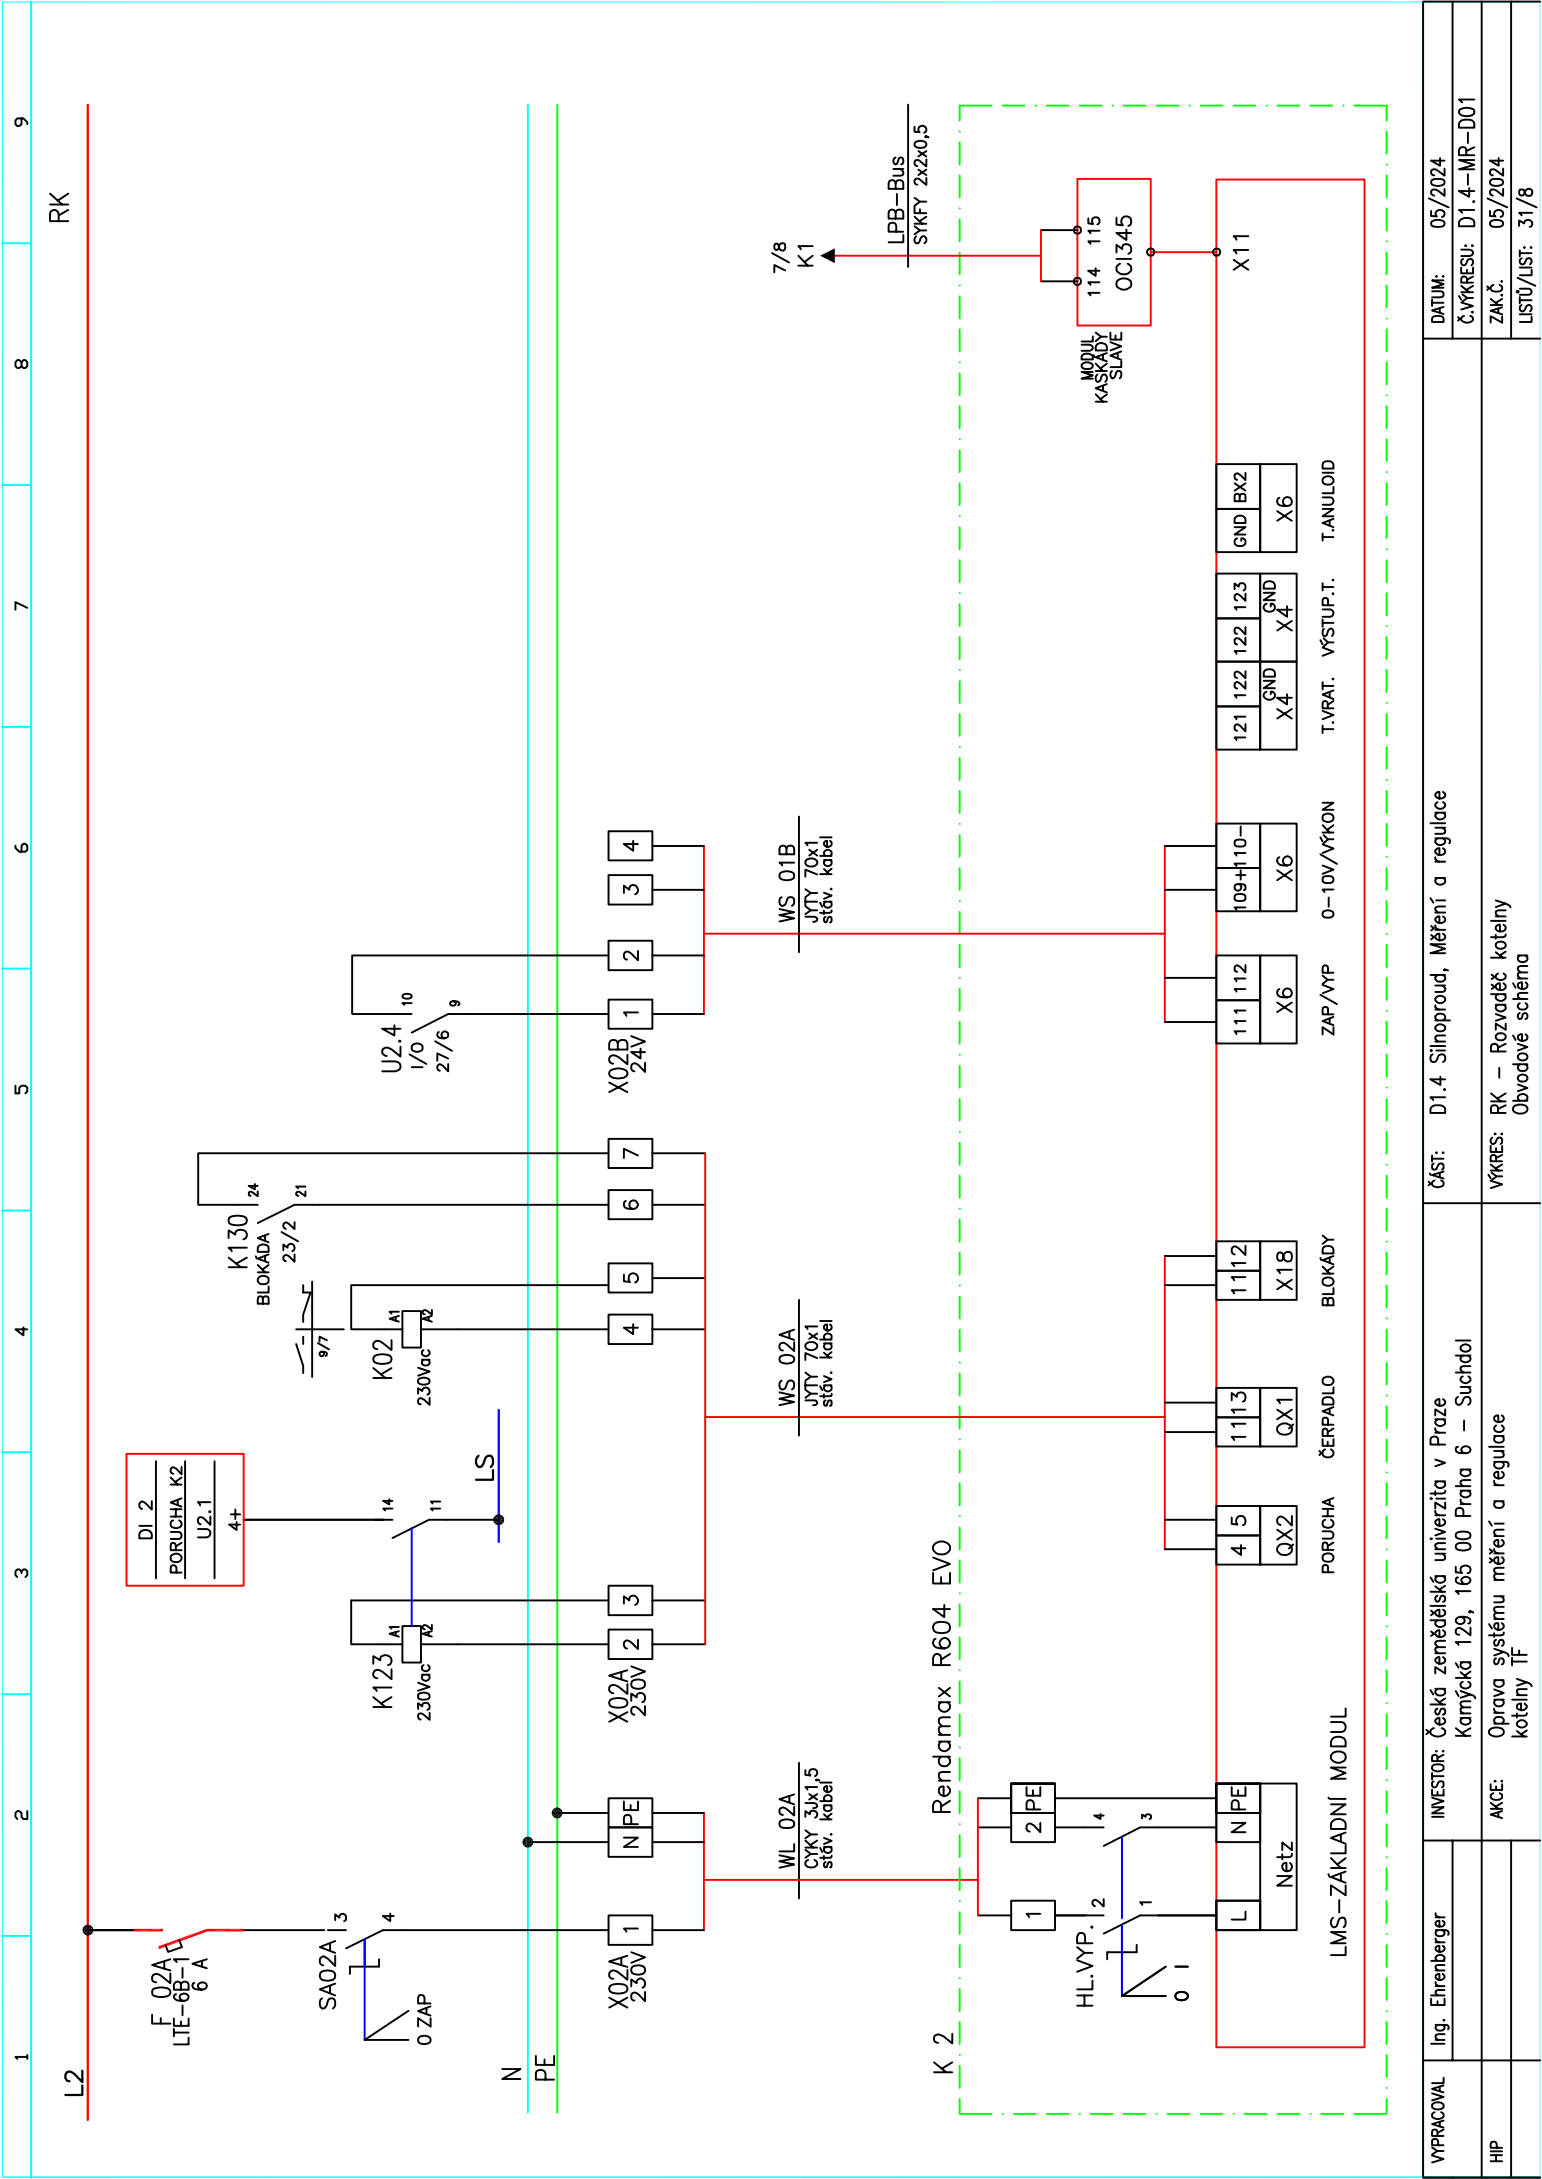 1 2 3 4 5 6 7 8 9
L2
RK
F 02A
LTE-6B-1
6 A
DI 2
PORUCHA K2
U2.1
4+
K130
BLOKÁDA
23/2
24
21
9/7
SA02A
3
4
0 ZAP
K123
230Vac
A1
A2
14
11
LS
K02
230Vac
A1
A2
U2.4
I/O
27/6
10
9
N
PE
X02A
230V
1
N
PE
X02A
230V
2
3
4
5
6
7
X02B
24V
1
2
3
4
WL 02A
CYKY 3Jx1,5
stáv. kabel
WS 02A
JYTY 70x1
stáv. kabel
WS 01B
JYTY 70x1
stáv. kabel
7/8
K1
LPB-Bus
SYKFY 2x2x0,5
K 2
Rendamax R604 EVO
1
2
PE
HL.VYP.
2
1
4
3
0 I
MODUL
KASKÁDY
SLAVE
114
115
OCI345
X11
L
N
PE
Netz
4 5
QX2
PORUCHA
11 13
QX1
ČERPADLO
11 12
X18
BLOKÁDY
111 112
X6
ZAP/VYP
109+ 110-
X6
0-10V/VÝKON
121 122
GND
X4
T.VRAT.
122 123
GND
X4
VÝSTUP.T.
GND BX2
X6
T.ANULOID
LMS-ZÁKLADNÍ MODUL
VYPRACOVAL
Ing. Ehrenberger
HIP
INVESTOR: Česká zemědělská univerzita v Praze
Kamýcká 129, 165 00 Praha 6 - Suchdol
AKCE: Oprava systému měření a regulace
kotelny TF
ČÁST: D1.4 Silnoproud, Měření a regulace
VÝKRES: RK - Rozvaděč kotelny
Obvodové schéma
DATUM: 05/2024
Č.VÝKRESU: D1.4-MR-D01
ZAK.Č. 05/2024
LISTŮ/LIST: 31/8